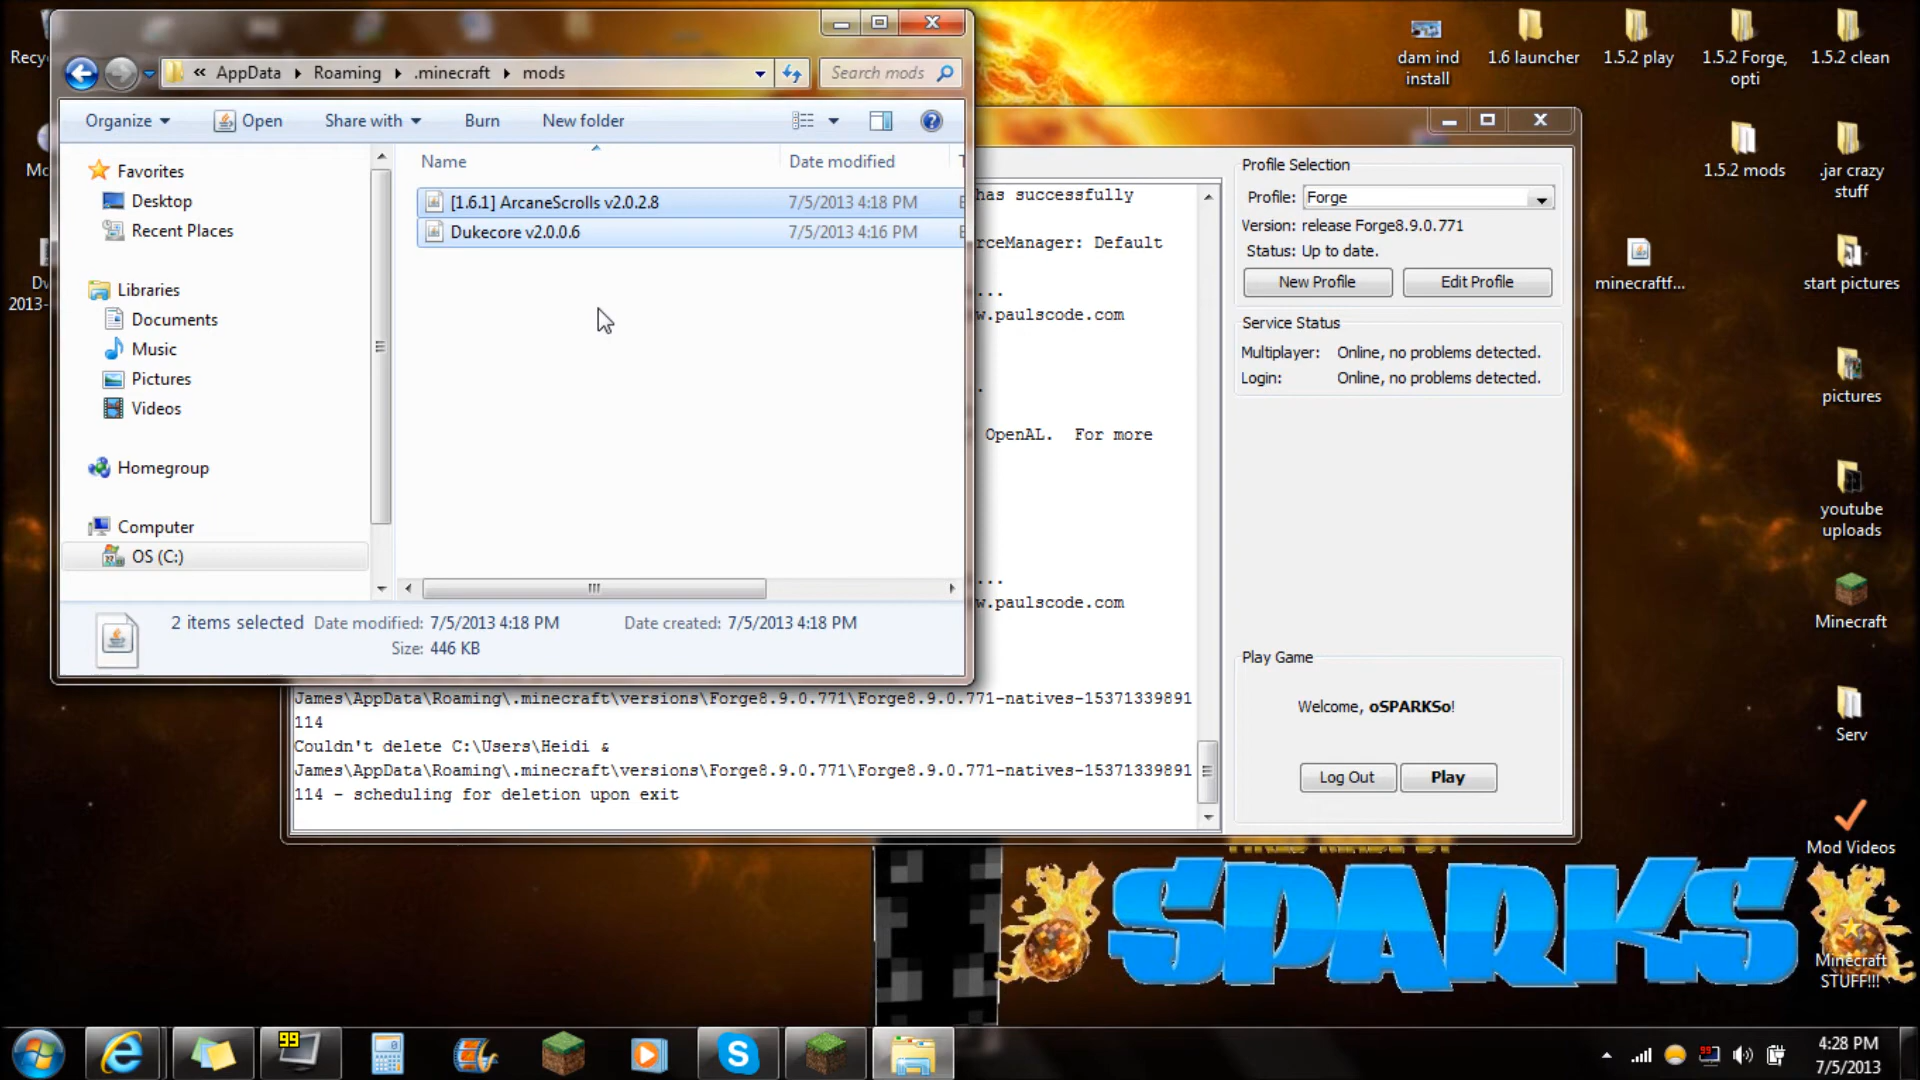 « AppData ▸ Roaming ▸ .minecraft ▸ mods
Search mods
Organize
Open
Share with
Burn
New folder
Name
Date modified
Favorites
Desktop
Recent Places
Libraries
Documents
Music
Pictures
Videos
Homegroup
Computer
OS (C:)
[1.6.1] ArcaneScrolls v2.0.2.8 7/5/2013 4:18 PM
Dukecore v2.0.0.6 7/5/2013 4:16 PM
2 items selected Date modified: 7/5/2013 4:18 PM Date created: 7/5/2013 4:18 PM
Size: 446 KB
has successfully
rceManager: Default
...
w.paulscode.com
.
OpenAL. For more
...
w.paulscode.com
James\AppData\Roaming\.minecraft\versions\Forge8.9.0.771\Forge8.9.0.771-natives-15371339891
114
Couldn't delete C:\Users\Heidi &
James\AppData\Roaming\.minecraft\versions\Forge8.9.0.771\Forge8.9.0.771-natives-15371339891
114 - scheduling for deletion upon exit
Profile Selection
Profile: Forge
Version: release Forge8.9.0.771
Status: Up to date.
New Profile
Edit Profile
Service Status
Multiplayer: Online, no problems detected.
Login: Online, no problems detected.
Play Game
Welcome, oSPARKSo!
Log Out
Play
dam ind
install
1.6 launcher
1.5.2 play
1.5.2 Forge,
opti
1.5.2 clean
1.5.2 mods
.jar crazy
stuff
minecraftf...
start pictures
pictures
youtube
uploads
Minecraft
Serv
Mod Videos
Minecraft
STUFF!!!
SPARKS
99
4:28 PM
7/5/2013